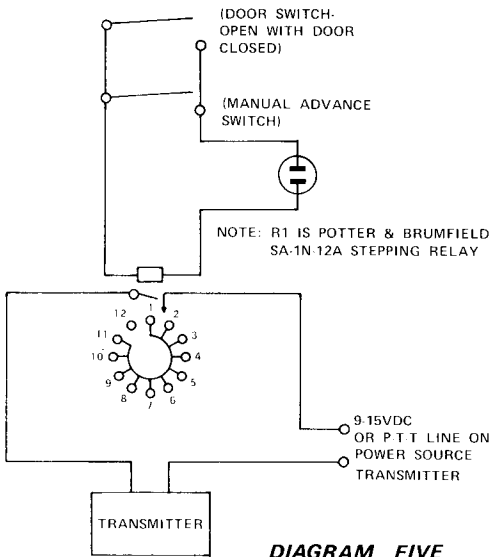 (DOOR SWITCH-
OPEN WITH DOOR
CLOSED)
(MANUAL ADVANCE
SWITCH)
NOTE: R1 IS POTTER & BRUMFIELD
SA-1N-12A STEPPING RELAY
1
2
3
4
5
6
7
8
9
10
11
12
9-15VDC
OR P-T-T LINE ON
POWER SOURCE
TRANSMITTER
TRANSMITTER
DIAGRAM FIVE